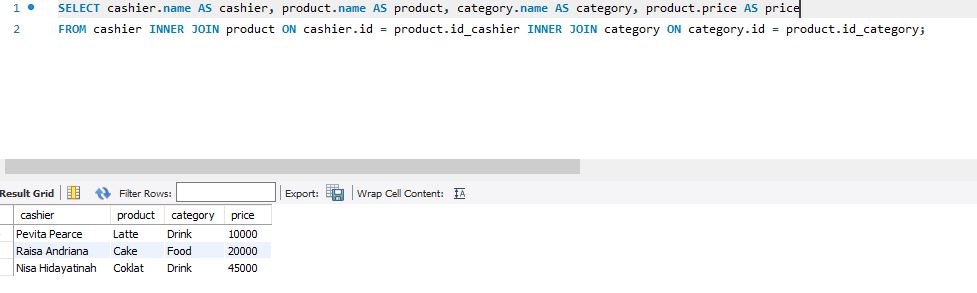 1 SELECT cashier.name AS cashier, product.name AS product, category.name AS category, product.price AS price
2 FROM cashier INNER JOIN product ON cashier.id = product.id_cashier INNER JOIN category ON category.id = product.id_category;
Result Grid Filter Rows: Export: Wrap Cell Content: IA
cashier product category price
Pevita Pearce Latte Drink 10000
Raisa Andriana Cake Food 20000
Nisa Hidayatinah Coklat Drink 45000